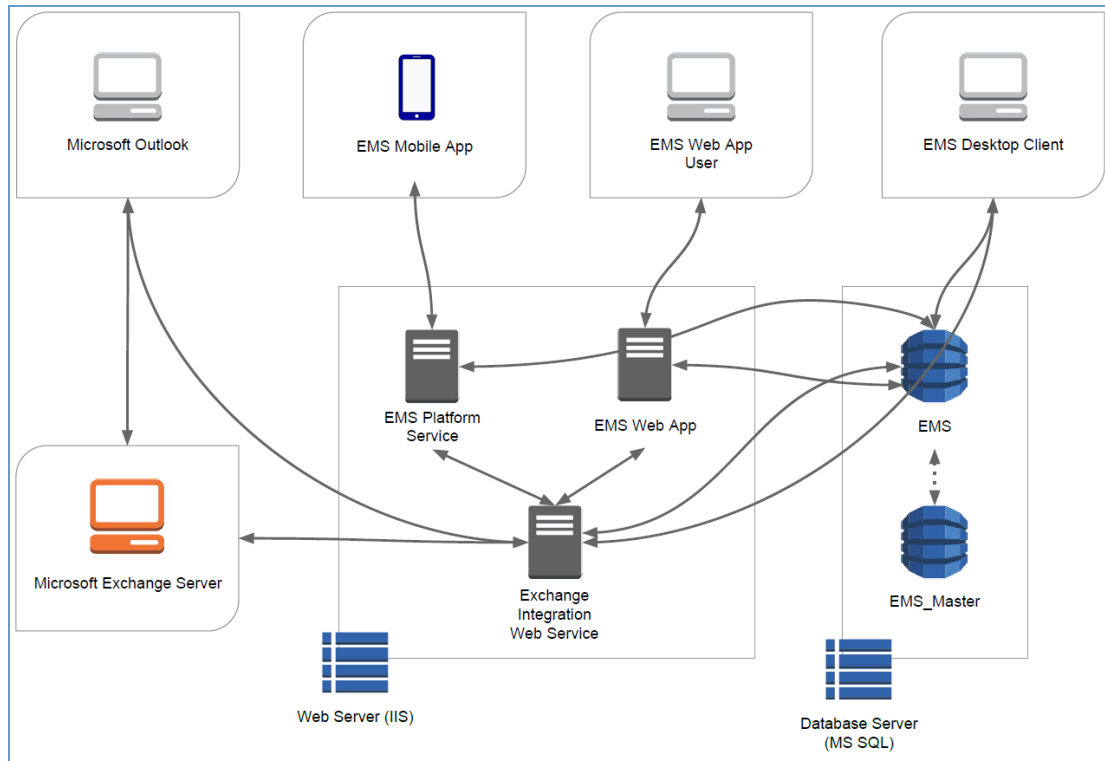 Microsoft Outlook
EMS Mobile App
EMS Web App
User
EMS Desktop Client
EMS Platform
Service
EMS Web App
EMS
Microsoft Exchange Server
Exchange
Integration
Web Service
EMS_Master
Web Server (IIS)
Database Server
(MS SQL)